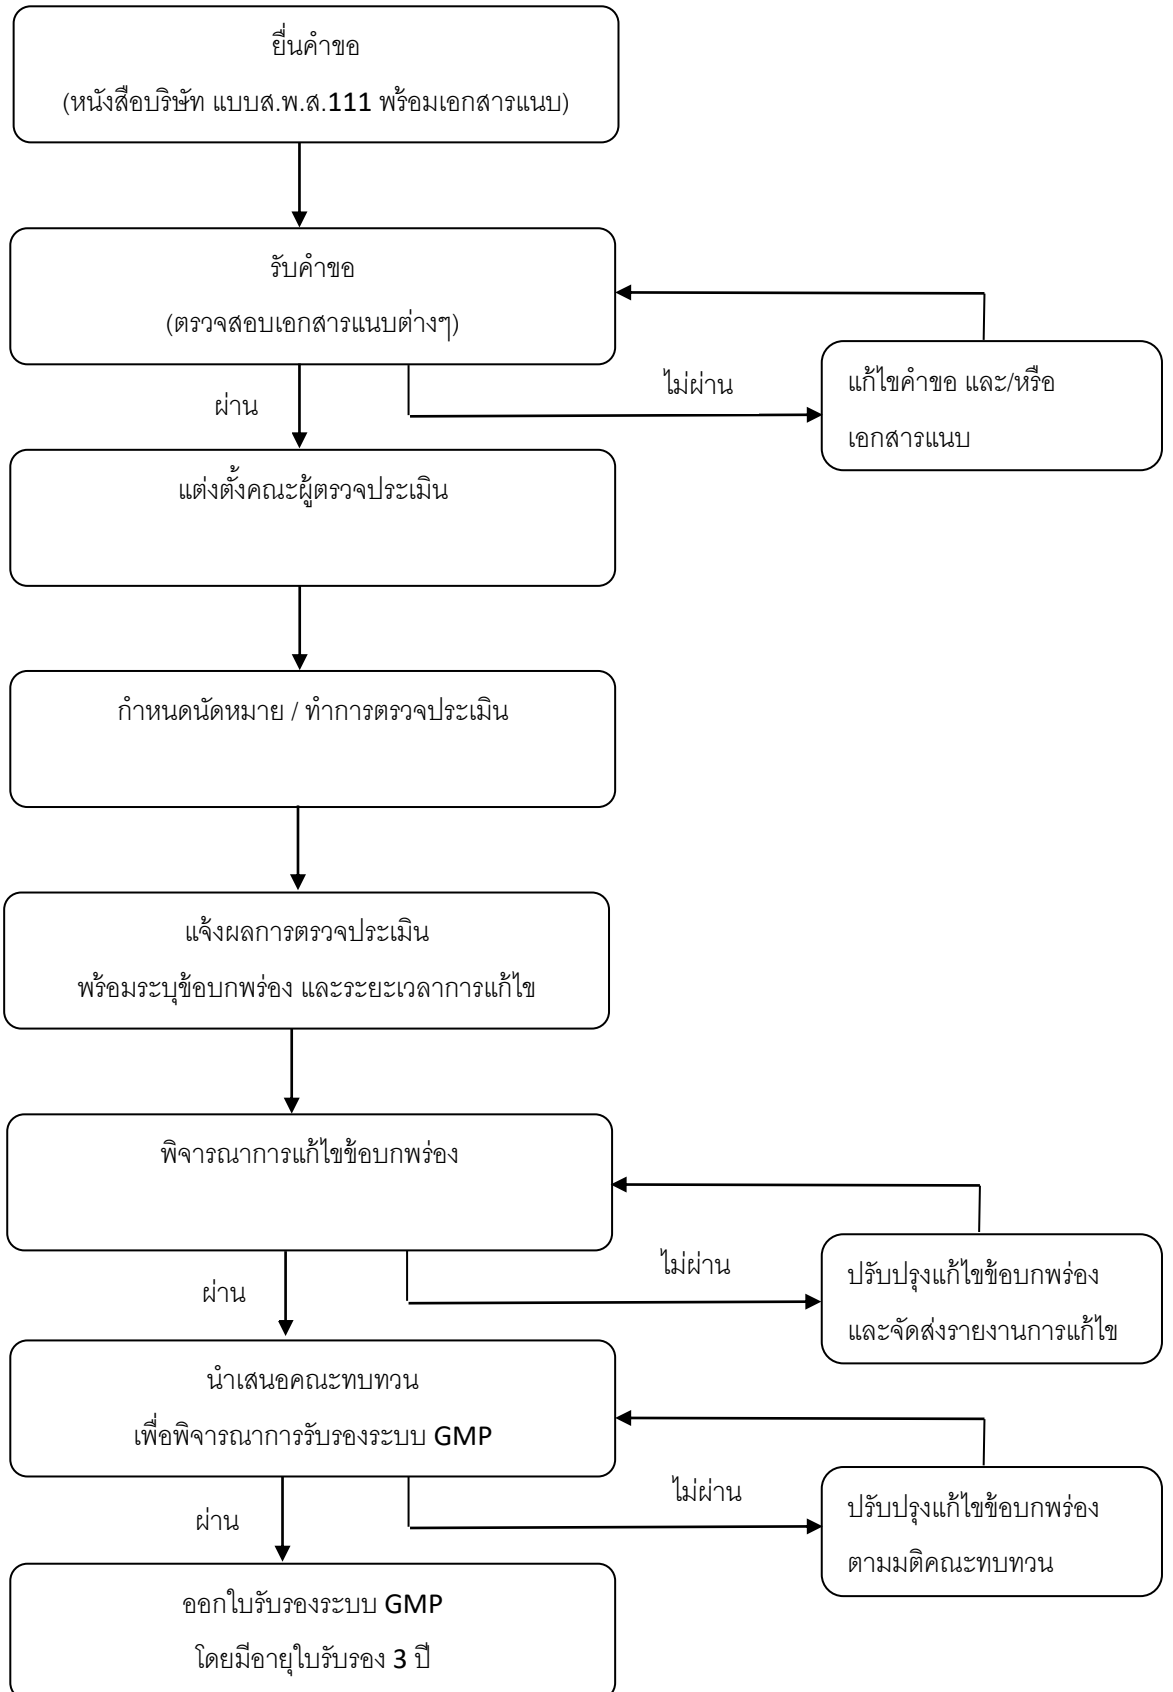 ยื่นคำขอ
(หนังสือบริษัท แบบส.พ.ส.111 พร้อมเอกสารแนบ)
รับคำขอ
(ตรวจสอบเอกสารแนบต่างๆ)
ผ่าน
ไม่ผ่าน
แก้ไขคำขอ และ/หรือ
เอกสารแนบ
แต่งตั้งคณะผู้ตรวจประเมิน
กำหนดนัดหมาย / ทำการตรวจประเมิน
แจ้งผลการตรวจประเมิน
พร้อมระบุข้อบกพร่อง และระยะเวลาการแก้ไข
พิจารณาการแก้ไขข้อบกพร่อง
ผ่าน
ไม่ผ่าน
ปรับปรุงแก้ไขข้อบกพร่อง
และจัดส่งรายงานการแก้ไข
นำเสนอคณะทบทวน
เพื่อพิจารณาการรับรองระบบ GMP
ผ่าน
ไม่ผ่าน
ปรับปรุงแก้ไขข้อบกพร่อง
ตามมติคณะทบทวน
ออกใบรับรองระบบ GMP
โดยมีอายุใบรับรอง 3 ปี